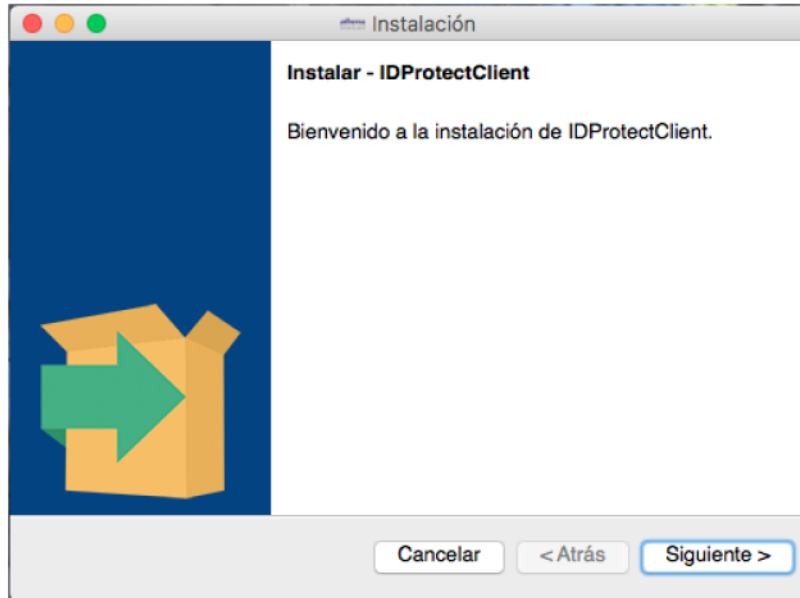 Instalación
Instalar - IDProtectClient
Bienvenido a la instalación de IDProtectClient.
Cancelar
< Atrás
Siguiente >